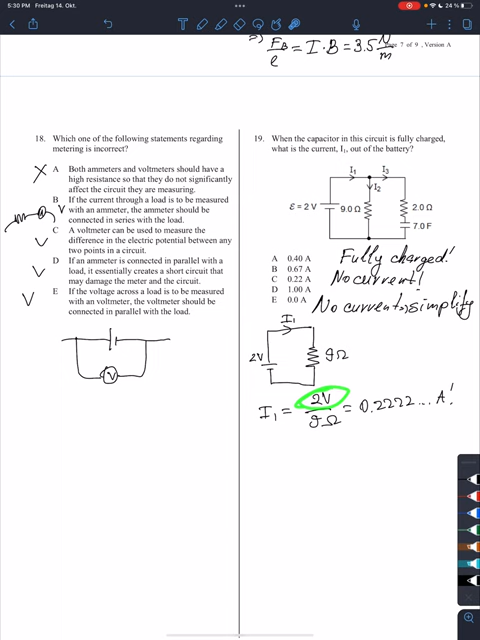 5:30 PM Freitag 14. Okt.
24 %
=> F_B/ℓ = I · B = 3.5 N/m
Page 7 of 9 , Version A
18. Which one of the following statements regarding
metering is incorrect?
X A Both ammeters and voltmeters should have a
high resistance so that they do not significantly
affect the circuit they are measuring.
V B If the current through a load is to be measured
with an ammeter, the ammeter should be
connected in series with the load.
V C A voltmeter can be used to measure the
difference in the electric potential between any
two points in a circuit.
V D If an ammeter is connected in parallel with a
load, it essentially creates a short circuit that
may damage the meter and the circuit.
V E If the voltage across a load is to be measured
with an voltmeter, the voltmeter should be
connected in parallel with the load.
V
19. When the capacitor in this circuit is fully charged,
what is the current, I₁, out of the battery?
I₁ I₃
I₂
ℰ = 2 V 9.0 Ω 2.0 Ω
7.0 F
A 0.40 A
B 0.67 A
C 0.22 A
D 1.00 A
E 0.0 A
Fully charged!
No current!
No current → simplify
I₁
2V 9Ω
I₁ = 2V/9Ω = 0.2222... A!